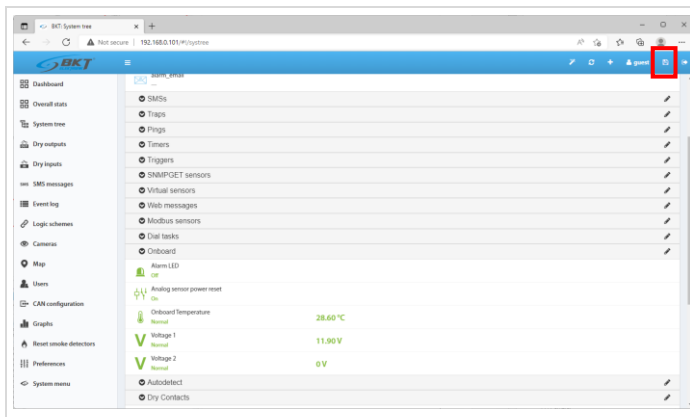 BKT: System tree
Not secure 192.168.0.101/#!/systree
BKT
guest
Dashboard
Overall stats
System tree
Dry outputs
Dry inputs
SMS messages
Event log
Logic schemes
Cameras
Map
Users
CAN configuration
Graphs
Reset smoke detectors
Preferences
System menu
alarm_email
---
SMSs
Traps
Pings
Timers
Triggers
SNMPGET sensors
Virtual sensors
Web messages
Modbus sensors
Dial tasks
Onboard
Alarm LED
Off
Analog sensor power reset
On
Onboard Temperature
Normal
28.60 °C
Voltage 1
Normal
11.90 V
Voltage 2
Normal
0 V
Autodetect
Dry Contacts